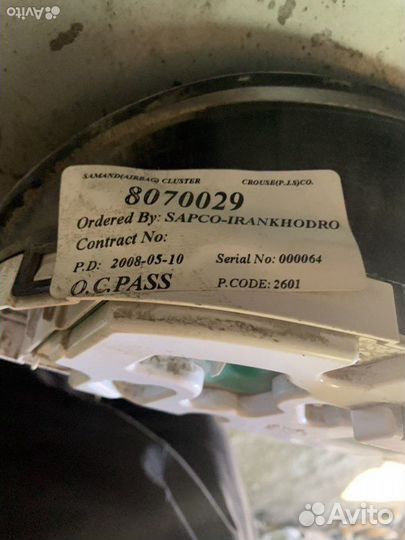 Avito
SAMAND(AIRBAG) CLUSTER CROUSE(P.J.S)CO.
8070029
Ordered By: SAPCO-IRANKHODRO
Contract No:
P.D: 2008-05-10 Serial No: 000064
O.C.PASS P.CODE: 2601
Avito